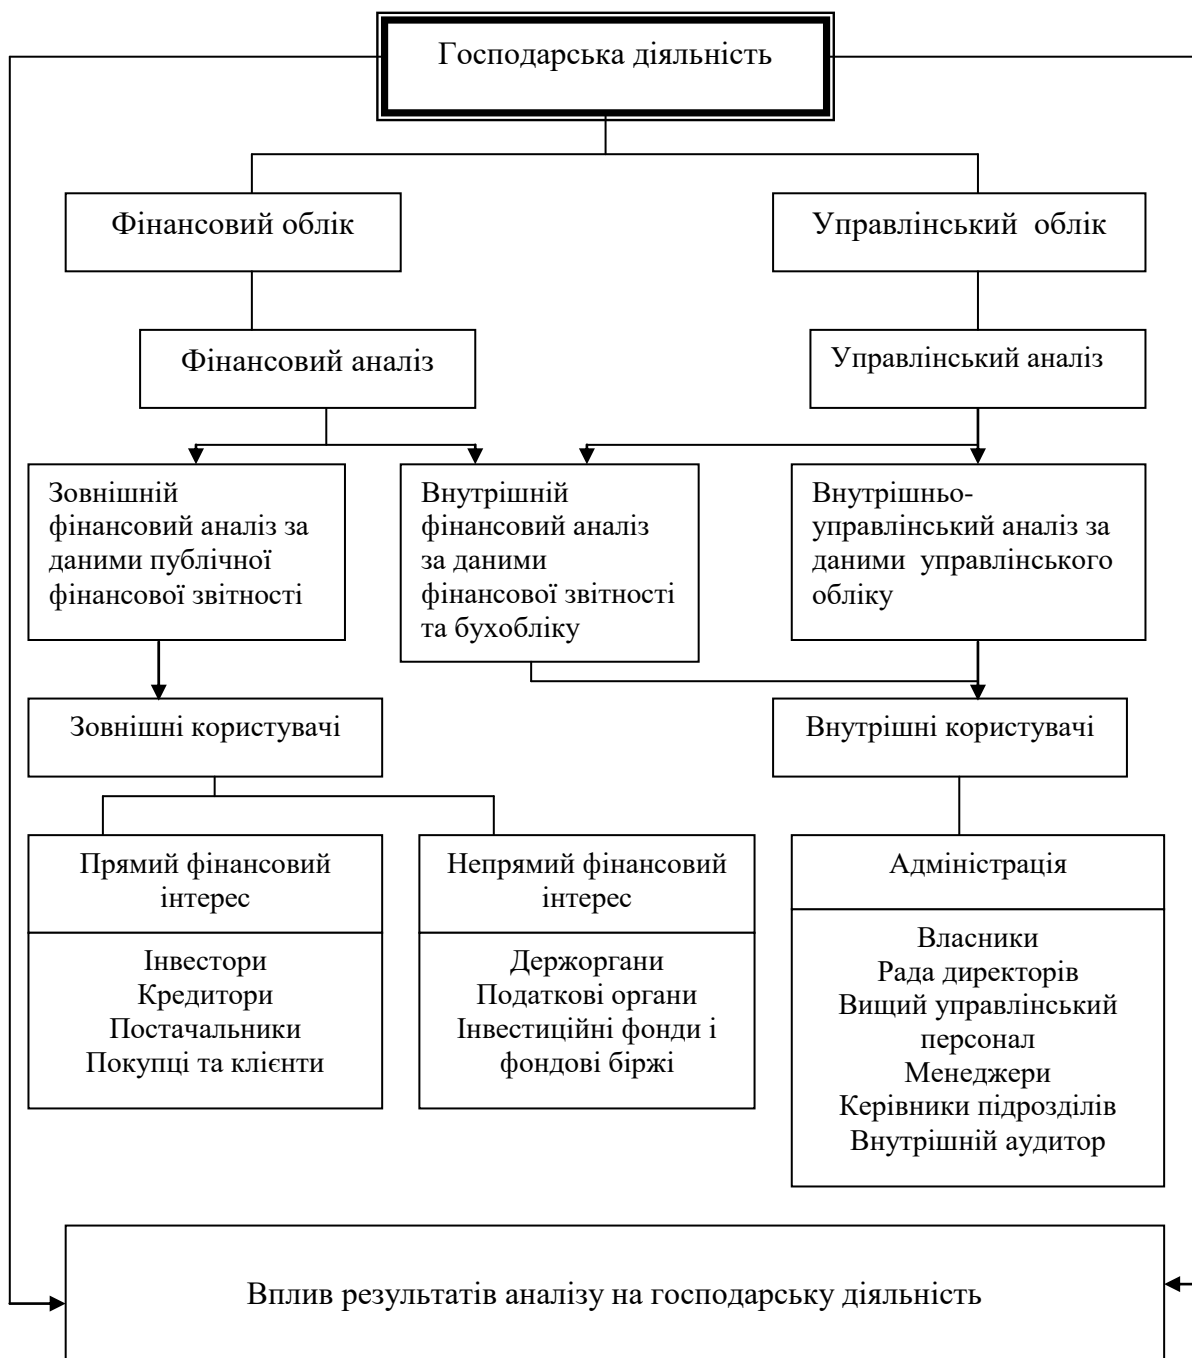 Господарська діяльність
Фінансовий облік
Управлінський облік
Фінансовий аналіз
Управлінський аналіз
Зовнішній
фінансовий аналіз за
даними публічної
фінансової звітності
Внутрішній
фінансовий аналіз
за даними
фінансової звітності
та бухобліку
Внутрішньо-
управлінський аналіз за
даними управлінського
обліку
Зовнішні користувачі
Внутрішні користувачі
Прямий фінансовий
інтерес
Інвестори
Кредитори
Постачальники
Покупці та клієнти
Непрямий фінансовий
інтерес
Держоргани
Податкові органи
Інвестиційні фонди і
фондові біржі
Адміністрація
Власники
Рада директорів
Вищий управлінський
персонал
Менеджери
Керівники підрозділів
Внутрішній аудитор
Вплив результатів аналізу на господарську діяльність